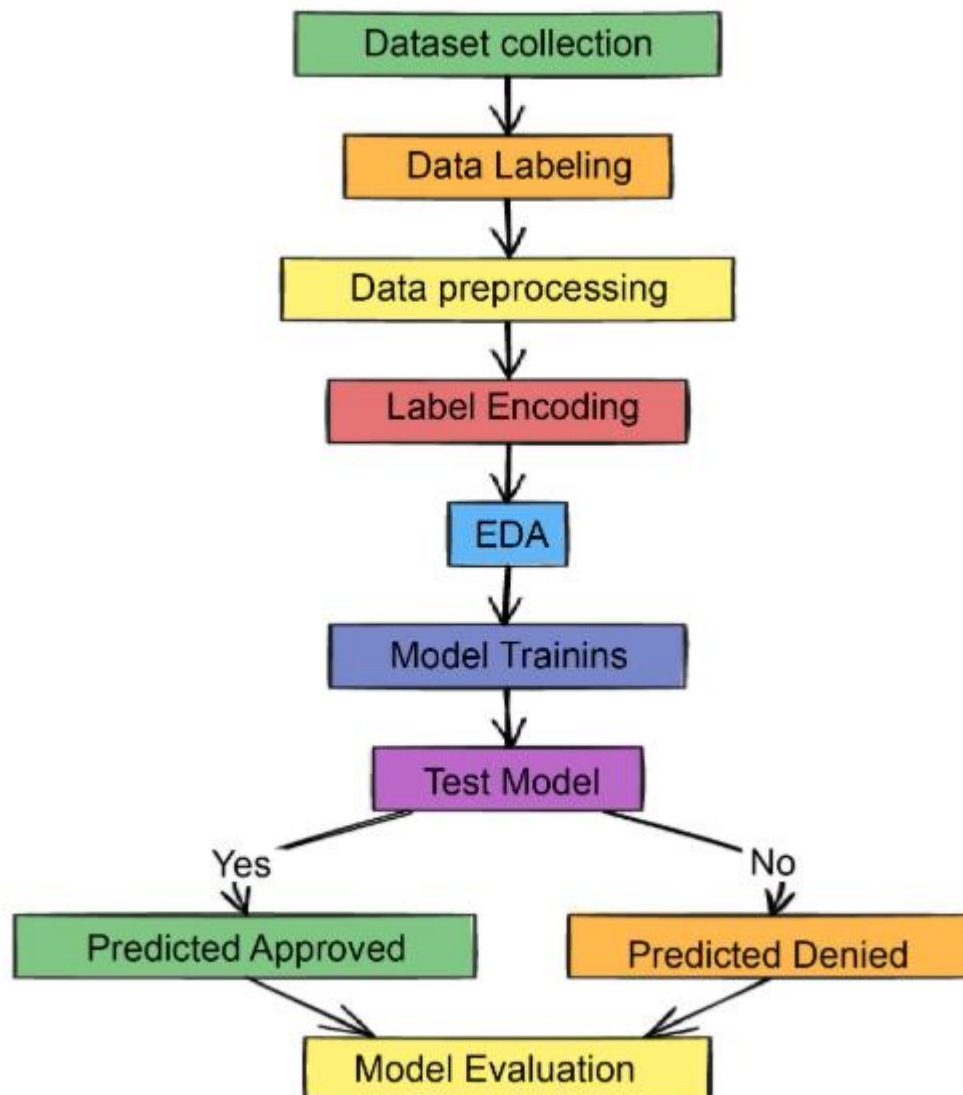 Dataset collection
Data Labeling
Data preprocessing
Label Encoding
EDA
Model Trainins
Test Model
Yes
No
Predicted Approved
Predicted Denied
Model Evaluation